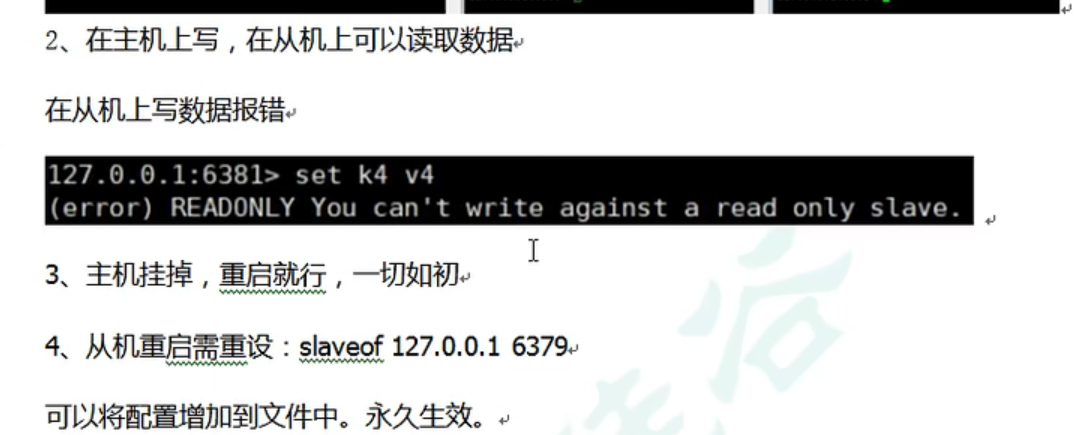 2、在主机上写，在从机上可以读取数据
在从机上写数据报错
127.0.0.1:6381> set k4 v4
(error) READONLY You can't write against a read only slave.
3、主机挂掉，重启就行，一切如初
4、从机重启需重设：slaveof 127.0.0.1 6379
可以将配置增加到文件中。永久生效。